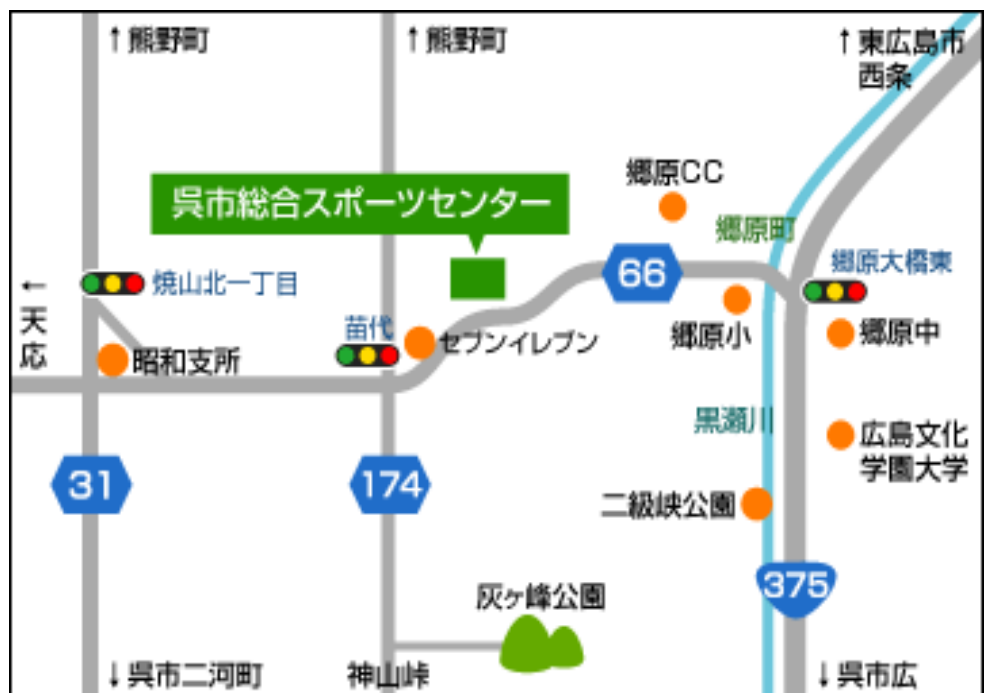 ↑熊野町
↑熊野町
↑東広島市
西条
郷原CC
呉市総合スポーツセンター
郷原町
66
郷原大橋東
←天応
焼山北一丁目
苗代
セブンイレブン
郷原小
郷原中
昭和支所
黒瀬川
広島文化
学園大学
31
174
二級峡公園
375
灰ヶ峰公園
↓呉市二河町
神山峠
↓呉市広